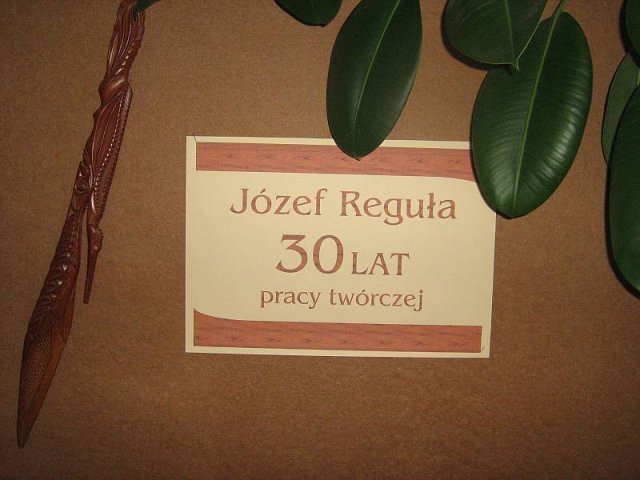 Józef Reguła
30 LAT
pracy twórczej